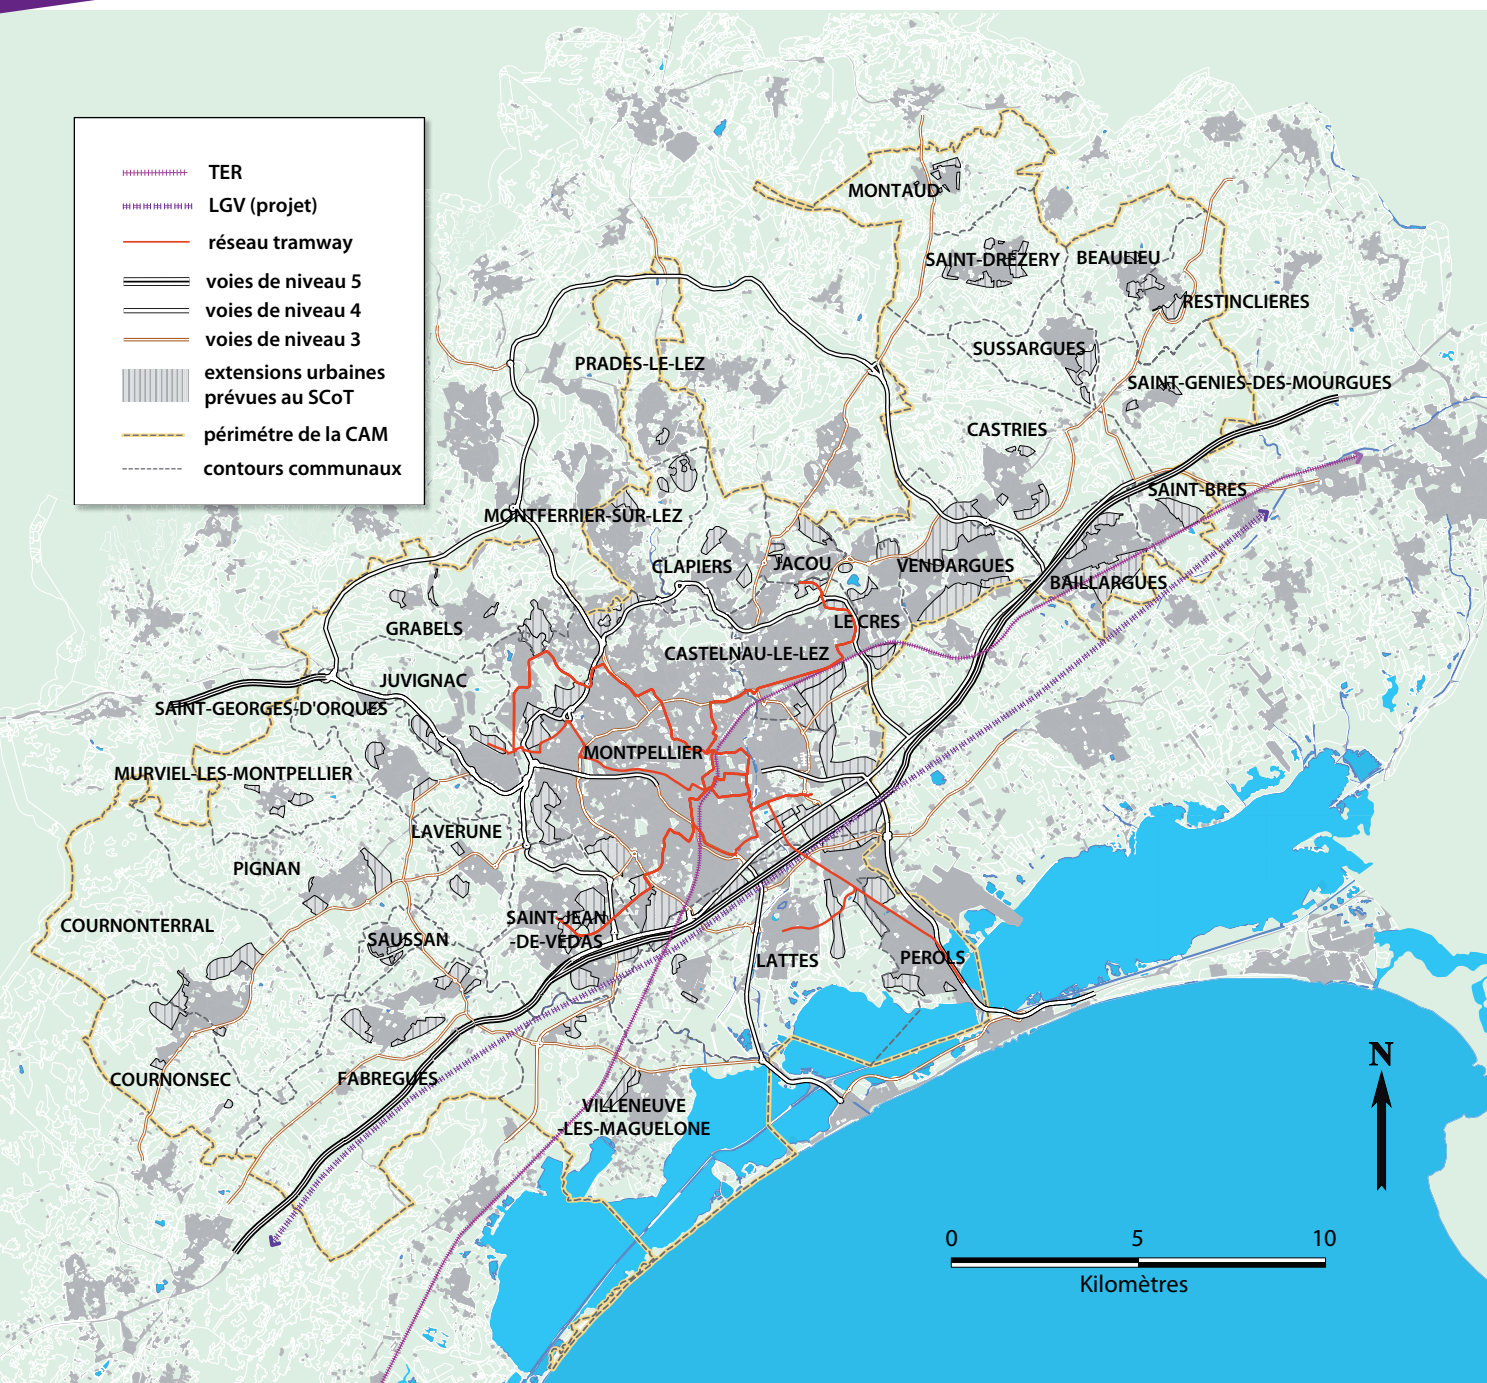 TER
LGV (projet)
réseau tramway
voies de niveau 5
voies de niveau 4
voies de niveau 3
extensions urbaines
prévues au SCoT
périmétre de la CAM
contours communaux
MONTAUD
SAINT-DREZERY
BEAULIEU
RESTINCLIERES
SUSSARGUES
PRADES-LE-LEZ
SAINT-GENIES-DES-MOURGUES
CASTRIES
SAINT-BRES
MONTFERRIER-SUR-LEZ
CLAPIERS
JACOU
VENDARGUES
BAILLARGUES
GRABELS
LE CRES
CASTELNAU-LE-LEZ
JUVIGNAC
SAINT-GEORGES-D'ORQUES
MONTPELLIER
MURVIEL-LES-MONTPELLIER
LAVERUNE
PIGNAN
COURNONTERRAL
SAINT-JEAN
-DE-VEDAS
SAUSSAN
LATTES
PEROLS
COURNONSEC
FABREGUES
VILLENEUVE
-LES-MAGUELONE
N
0 5 10
Kilomètres